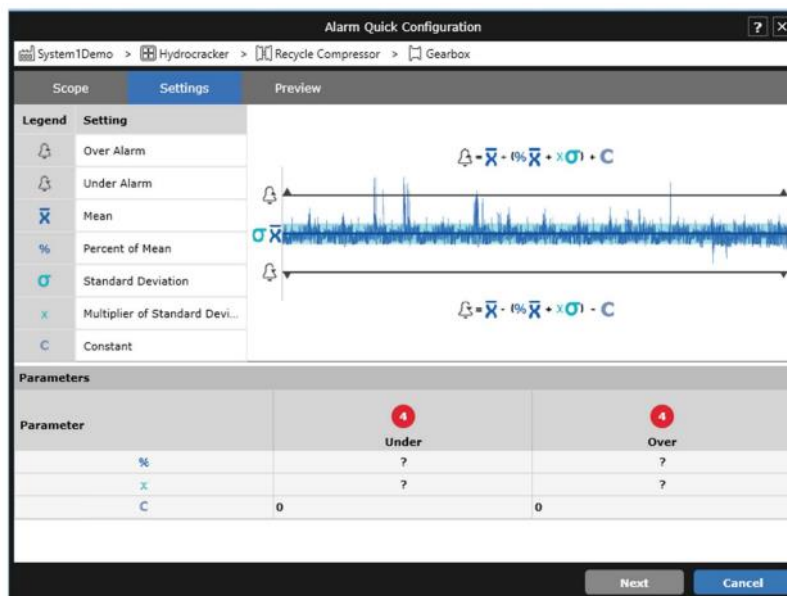 Alarm Quick Configuration
? X
System1Demo > Hydrocracker > Recycle Compressor > Gearbox
Scope Settings Preview
Legend Setting
Over Alarm
Under Alarm
x̄ Mean
% Percent of Mean
σ Standard Deviation
x Multiplier of Standard Devi...
C Constant
= x̄ + (% x̄ + xσ) + C
σ x̄
= x̄ - (% x̄ + xσ) - C
Parameters
Parameter
4 4
Under Over
% ? ?
x ? ?
C 0 0
Next Cancel